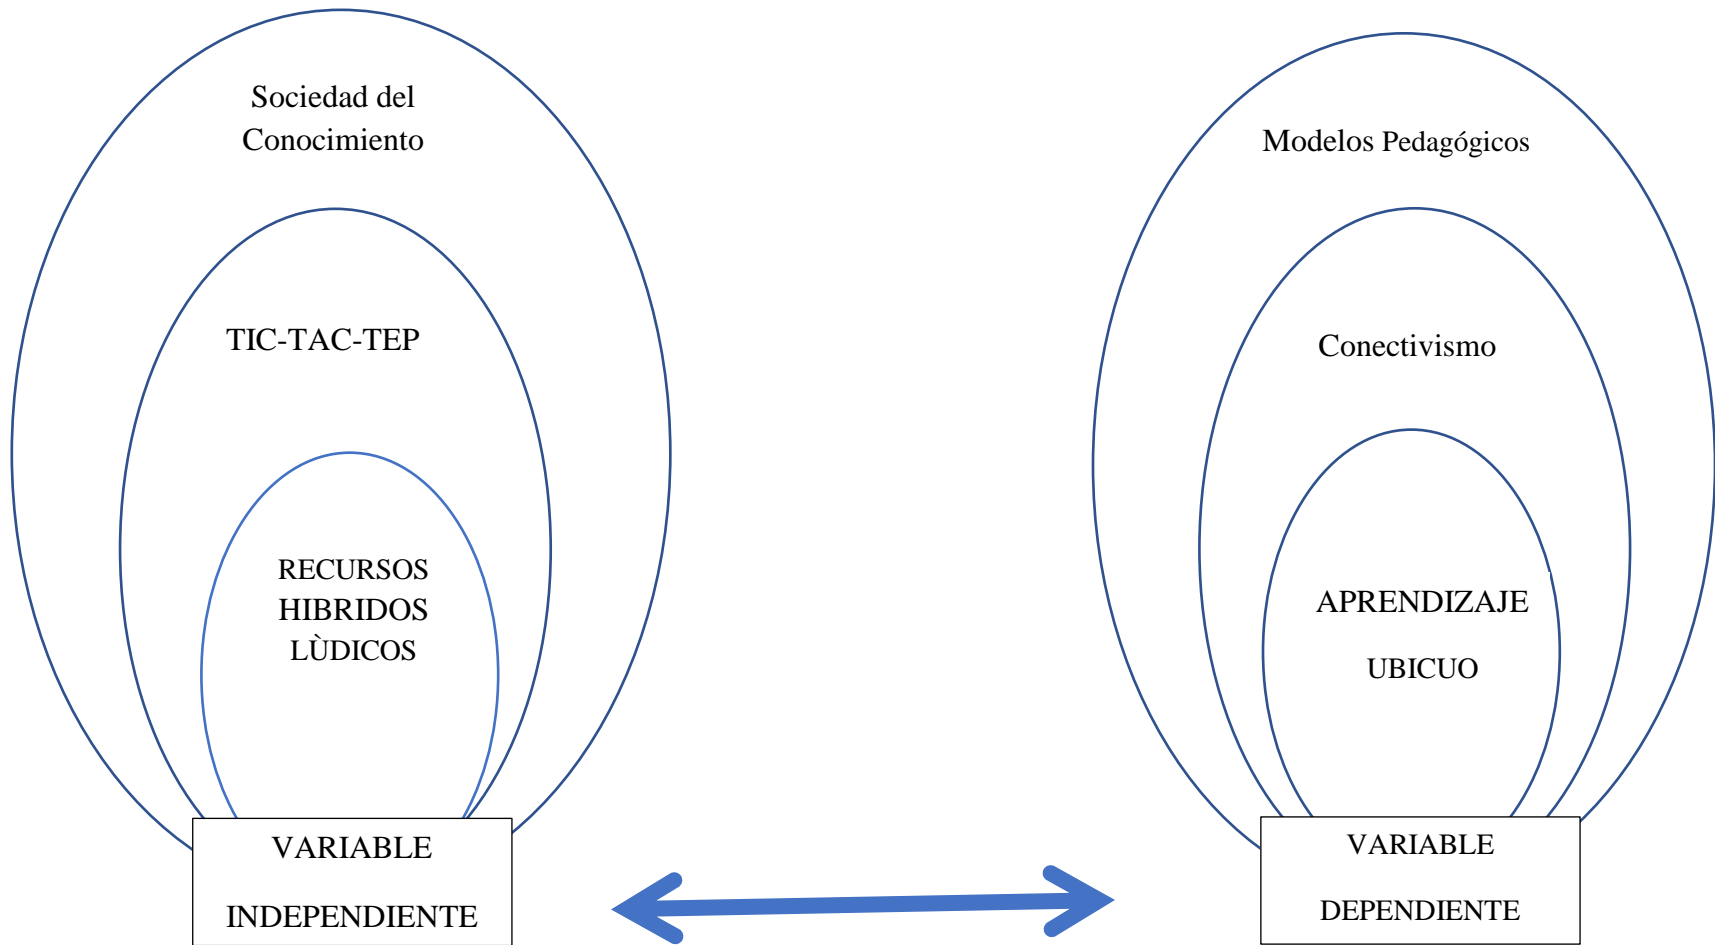 Sociedad del
Conocimiento
TIC-TAC-TEP
RECURSOS
HIBRIDOS
LÙDICOS
VARIABLE
INDEPENDIENTE
Modelos Pedagógicos
Conectivismo
APRENDIZAJE
UBICUO
VARIABLE
DEPENDIENTE